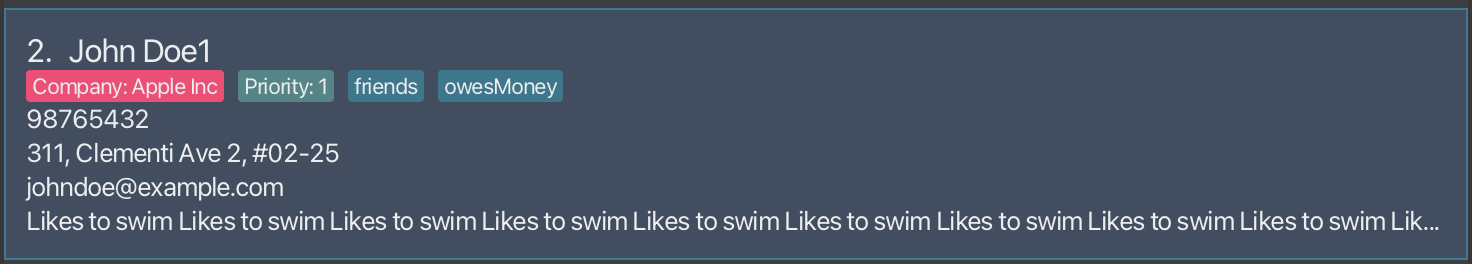 2. John Doe1
Company: Apple Inc Priority: 1 friends owesMoney
98765432
311, Clementi Ave 2, #02-25
johndoe@example.com
Likes to swim Likes to swim Likes to swim Likes to swim Likes to swim Likes to swim Likes to swim Likes to swim Likes to swim Lik...